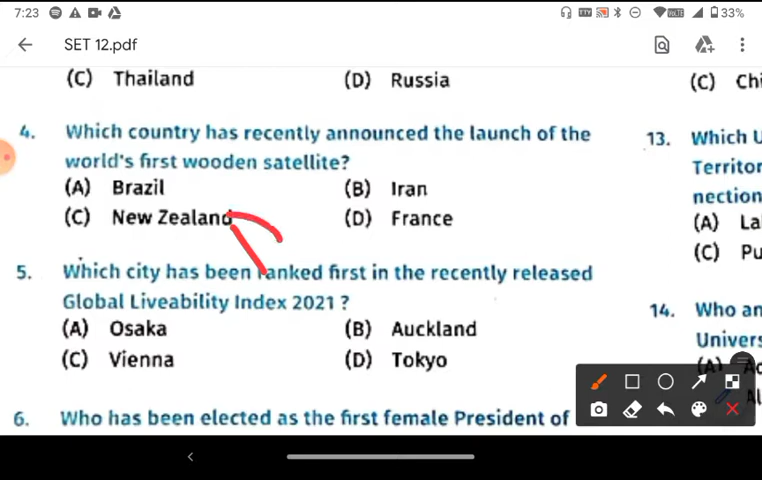 7:23
33%
SET 12.pdf
(C) Thailand
(D) Russia
4. Which country has recently announced the launch of the
world's first wooden satellite?
(A) Brazil
(B) Iran
(C) New Zealand
(D) France
5. Which city has been ranked first in the recently released
Global Liveability Index 2021 ?
(A) Osaka
(B) Auckland
(C) Vienna
(D) Tokyo
6. Who has been elected as the first female President of
(C) Chi
13. Which U
Territor
nection
(A) La
(C) Pu
14. Who an
Univers
(A)